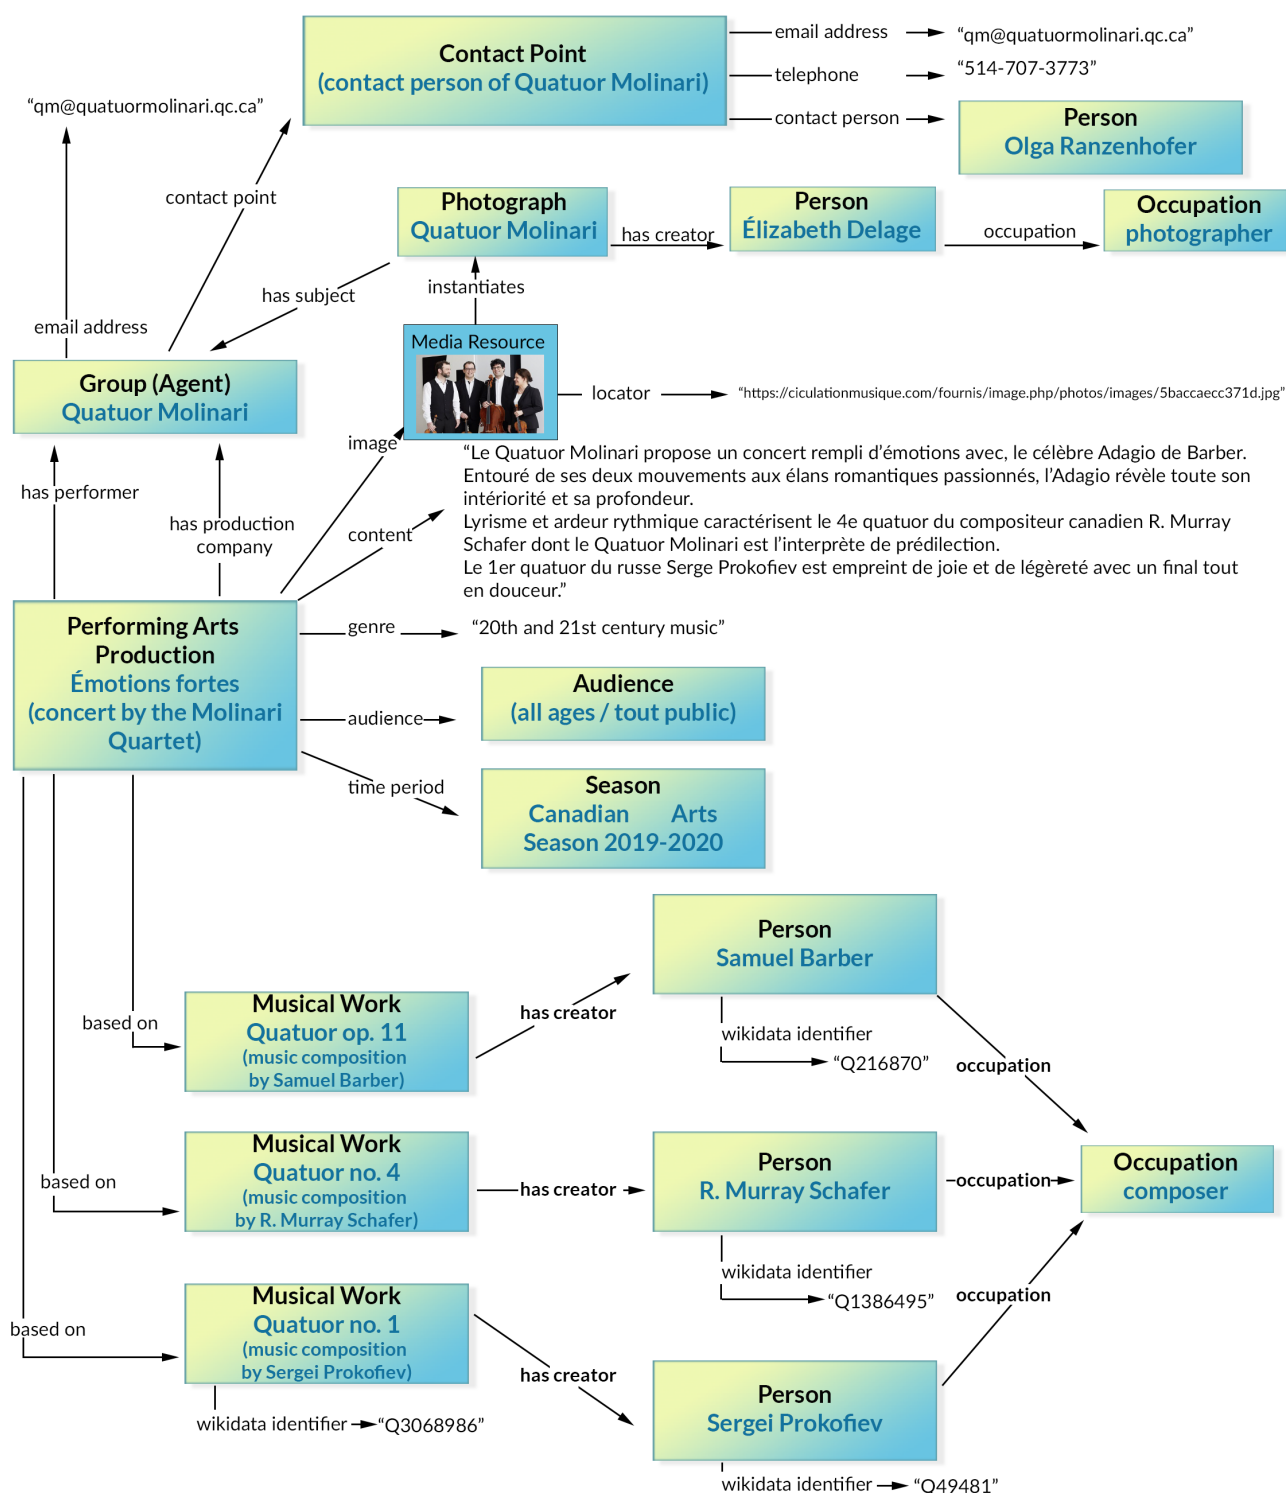 Contact Point
(contact person of Quatuor Molinari)
email address
“qm@quatuormolinari.qc.ca”
telephone
“514-707-3773”
contact person
Person
Olga Ranzenhofer
“qm@quatuormolinari.qc.ca”
contact point
email address
Photograph
Quatuor Molinari
has creator
Person
Élizabeth Delage
occupation
Occupation
photographer
has subject
instantiates
Media Resource
locator
“https://ciculationmusique.com/fournis/image.php/photos/images/5baccaecc371d.jpg”
Group (Agent)
Quatuor Molinari
image
has performer
has production
company
content
“Le Quatuor Molinari propose un concert rempli d’émotions avec, le célèbre Adagio de Barber.
Entouré de ses deux mouvements aux élans romantiques passionnés, l’Adagio révèle toute son
intériorité et sa profondeur.
Lyrisme et ardeur rythmique caractérisent le 4e quatuor du compositeur canadien R. Murray
Schafer dont le Quatuor Molinari est l’interprète de prédilection.
Le 1er quatuor du russe Serge Prokofiev est empreint de joie et de légèreté avec un final tout
en douceur.”
Performing Arts
Production
Émotions fortes
(concert by the Molinari
Quartet)
genre
“20th and 21st century music”
audience
Audience
(all ages / tout public)
time period
Season
Canadian Arts
Season 2019-2020
based on
Musical Work
Quatuor op. 11
(music composition
by Samuel Barber)
has creator
Person
Samuel Barber
wikidata identifier
“Q216870”
occupation
based on
Musical Work
Quatuor no. 4
(music composition
by R. Murray Schafer)
has creator
Person
R. Murray Schafer
occupation
Occupation
composer
wikidata identifier
“Q1386495”
occupation
based on
Musical Work
Quatuor no. 1
(music composition
by Sergei Prokofiev)
wikidata identifier
“Q3068986”
has creator
Person
Sergei Prokofiev
wikidata identifier
“Q49481”